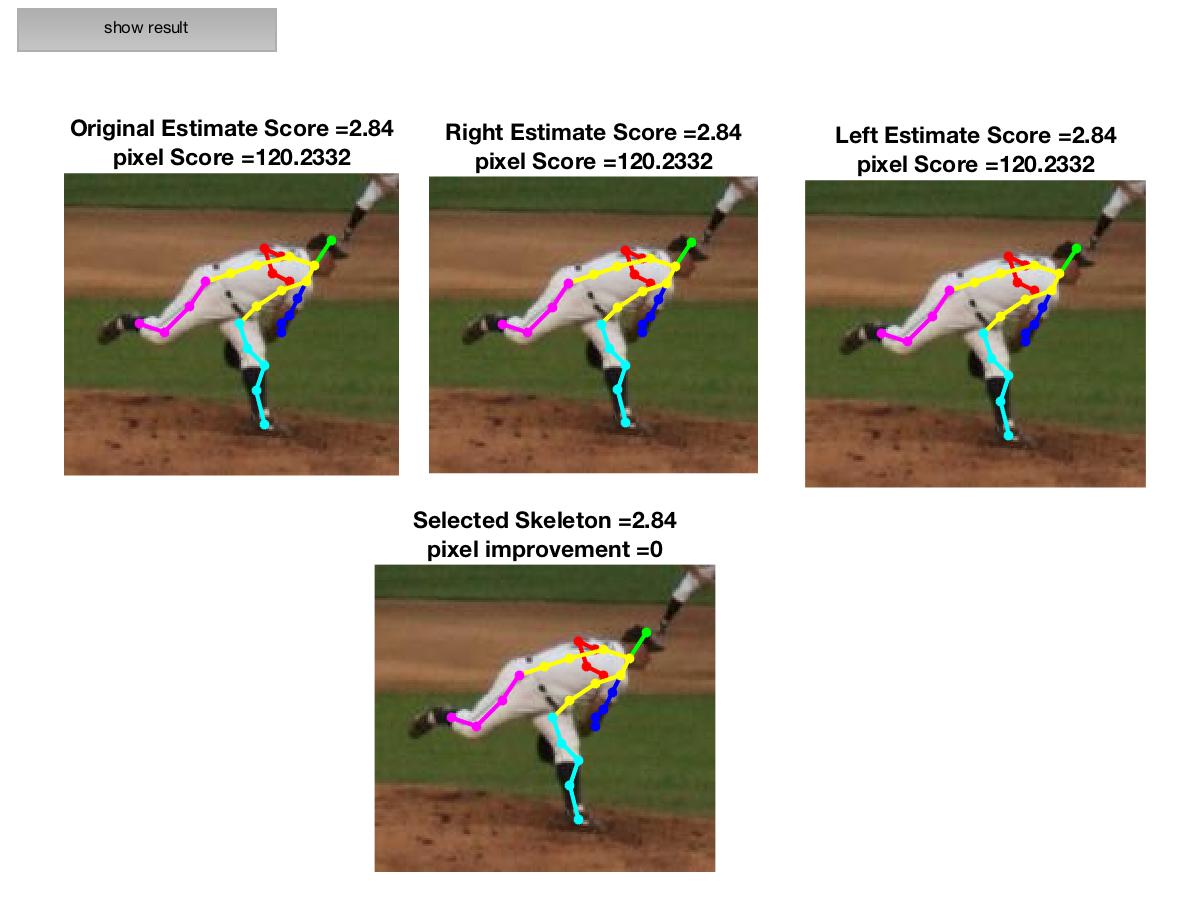 show result
Original Estimate Score =2.84
pixel Score =120.2332
Right Estimate Score =2.84
pixel Score =120.2332
Left Estimate Score =2.84
pixel Score =120.2332
Selected Skeleton =2.84
pixel improvement =0